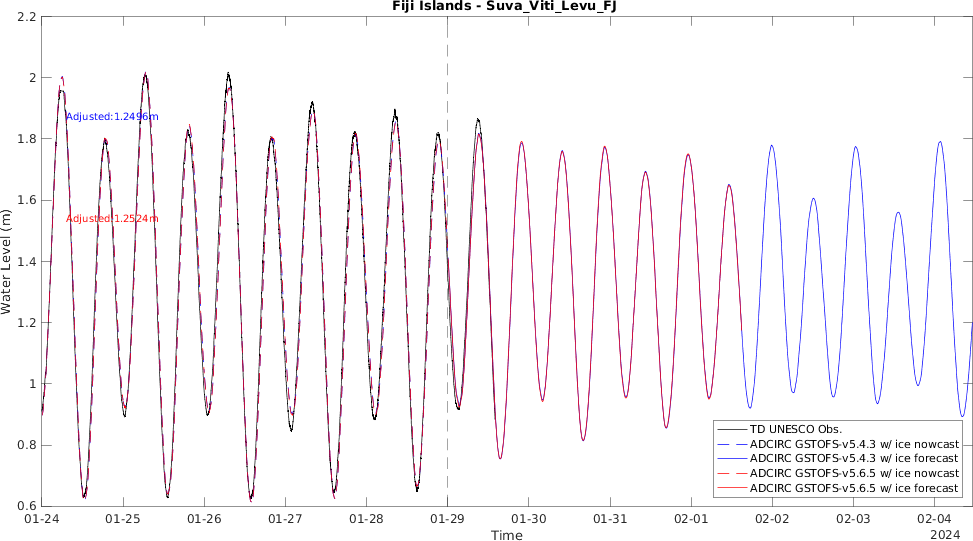 Fiji Islands - Suva_Viti_Levu_FJ
2.2
2
1.8
1.6
1.4
1.2
1
0.8
0.6
Water Level (m)
Adjusted:1.2496m
Adjusted:1.2524m
TD UNESCO Obs.
ADCIRC GSTOFS-v5.4.3 w/ ice nowcast
ADCIRC GSTOFS-v5.4.3 w/ ice forecast
ADCIRC GSTOFS-v5.6.5 w/ ice nowcast
ADCIRC GSTOFS-v5.6.5 w/ ice forecast
01-24 01-25 01-26 01-27 01-28 01-29 01-30 01-31 02-01 02-02 02-03 02-04
Time
2024